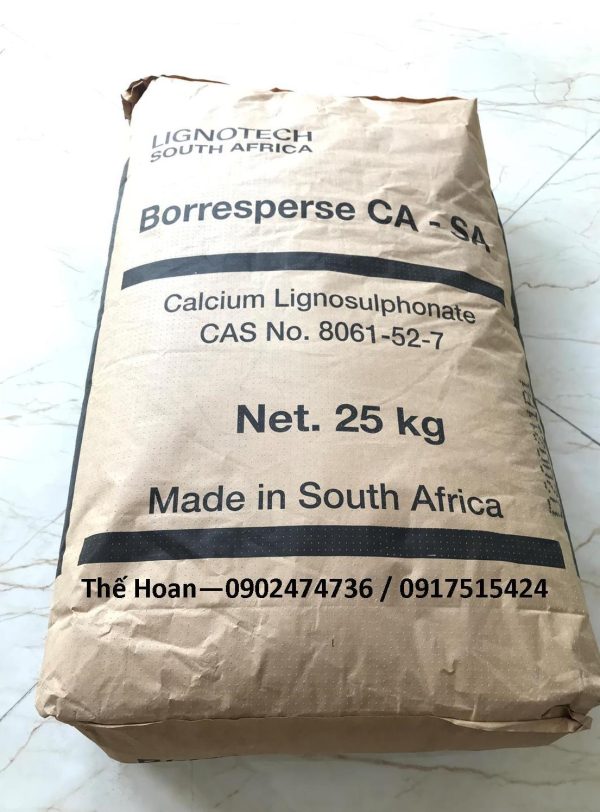 LIGNOTECH
SOUTH AFRICA
Borresperse CA - SA
Calcium Lignosulphonate
CAS No. 8061-52-7
Net. 25 kg
Made in South Africa
Thế Hoan—0902474736 / 0917515424